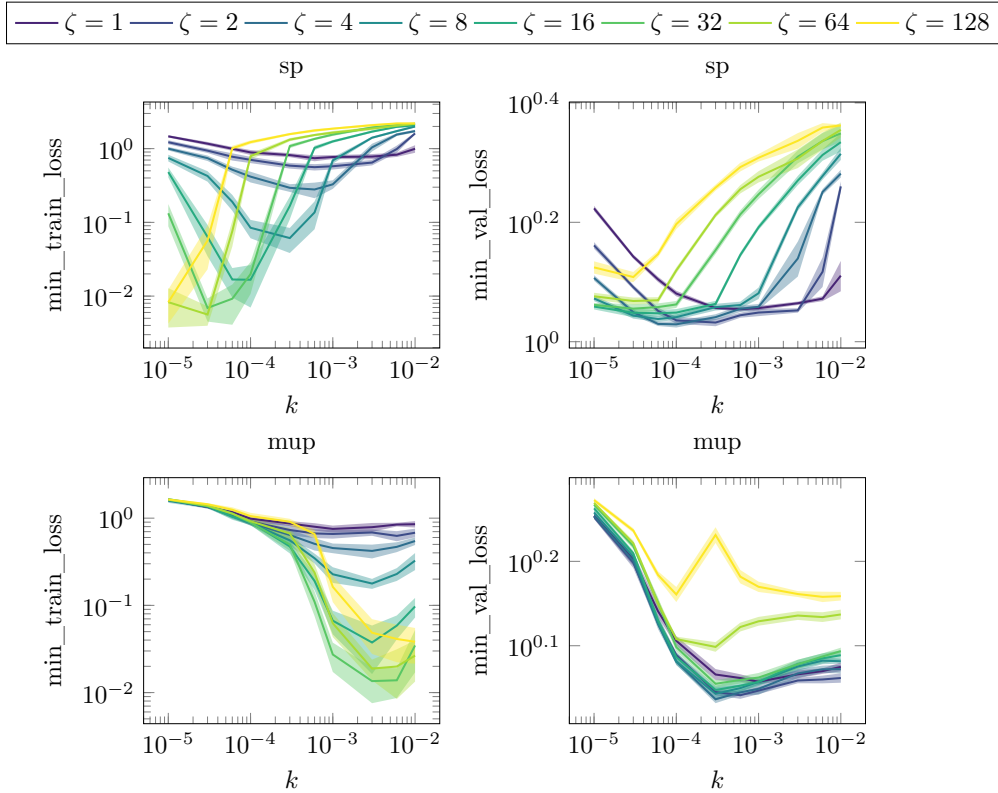 ζ = 1 ζ = 2 ζ = 4 ζ = 8 ζ = 16 ζ = 32 ζ = 64 ζ = 128
sp
min_train_loss
10^0
10^−1
10^−2
10^−5 10^−4 10^−3 10^−2
k
sp
min_val_loss
10^0.4
10^0.2
10^0
10^−5 10^−4 10^−3 10^−2
k
mup
min_train_loss
10^0
10^−1
10^−2
10^−5 10^−4 10^−3 10^−2
k
mup
min_val_loss
10^0.2
10^0.1
10^−5 10^−4 10^−3 10^−2
k